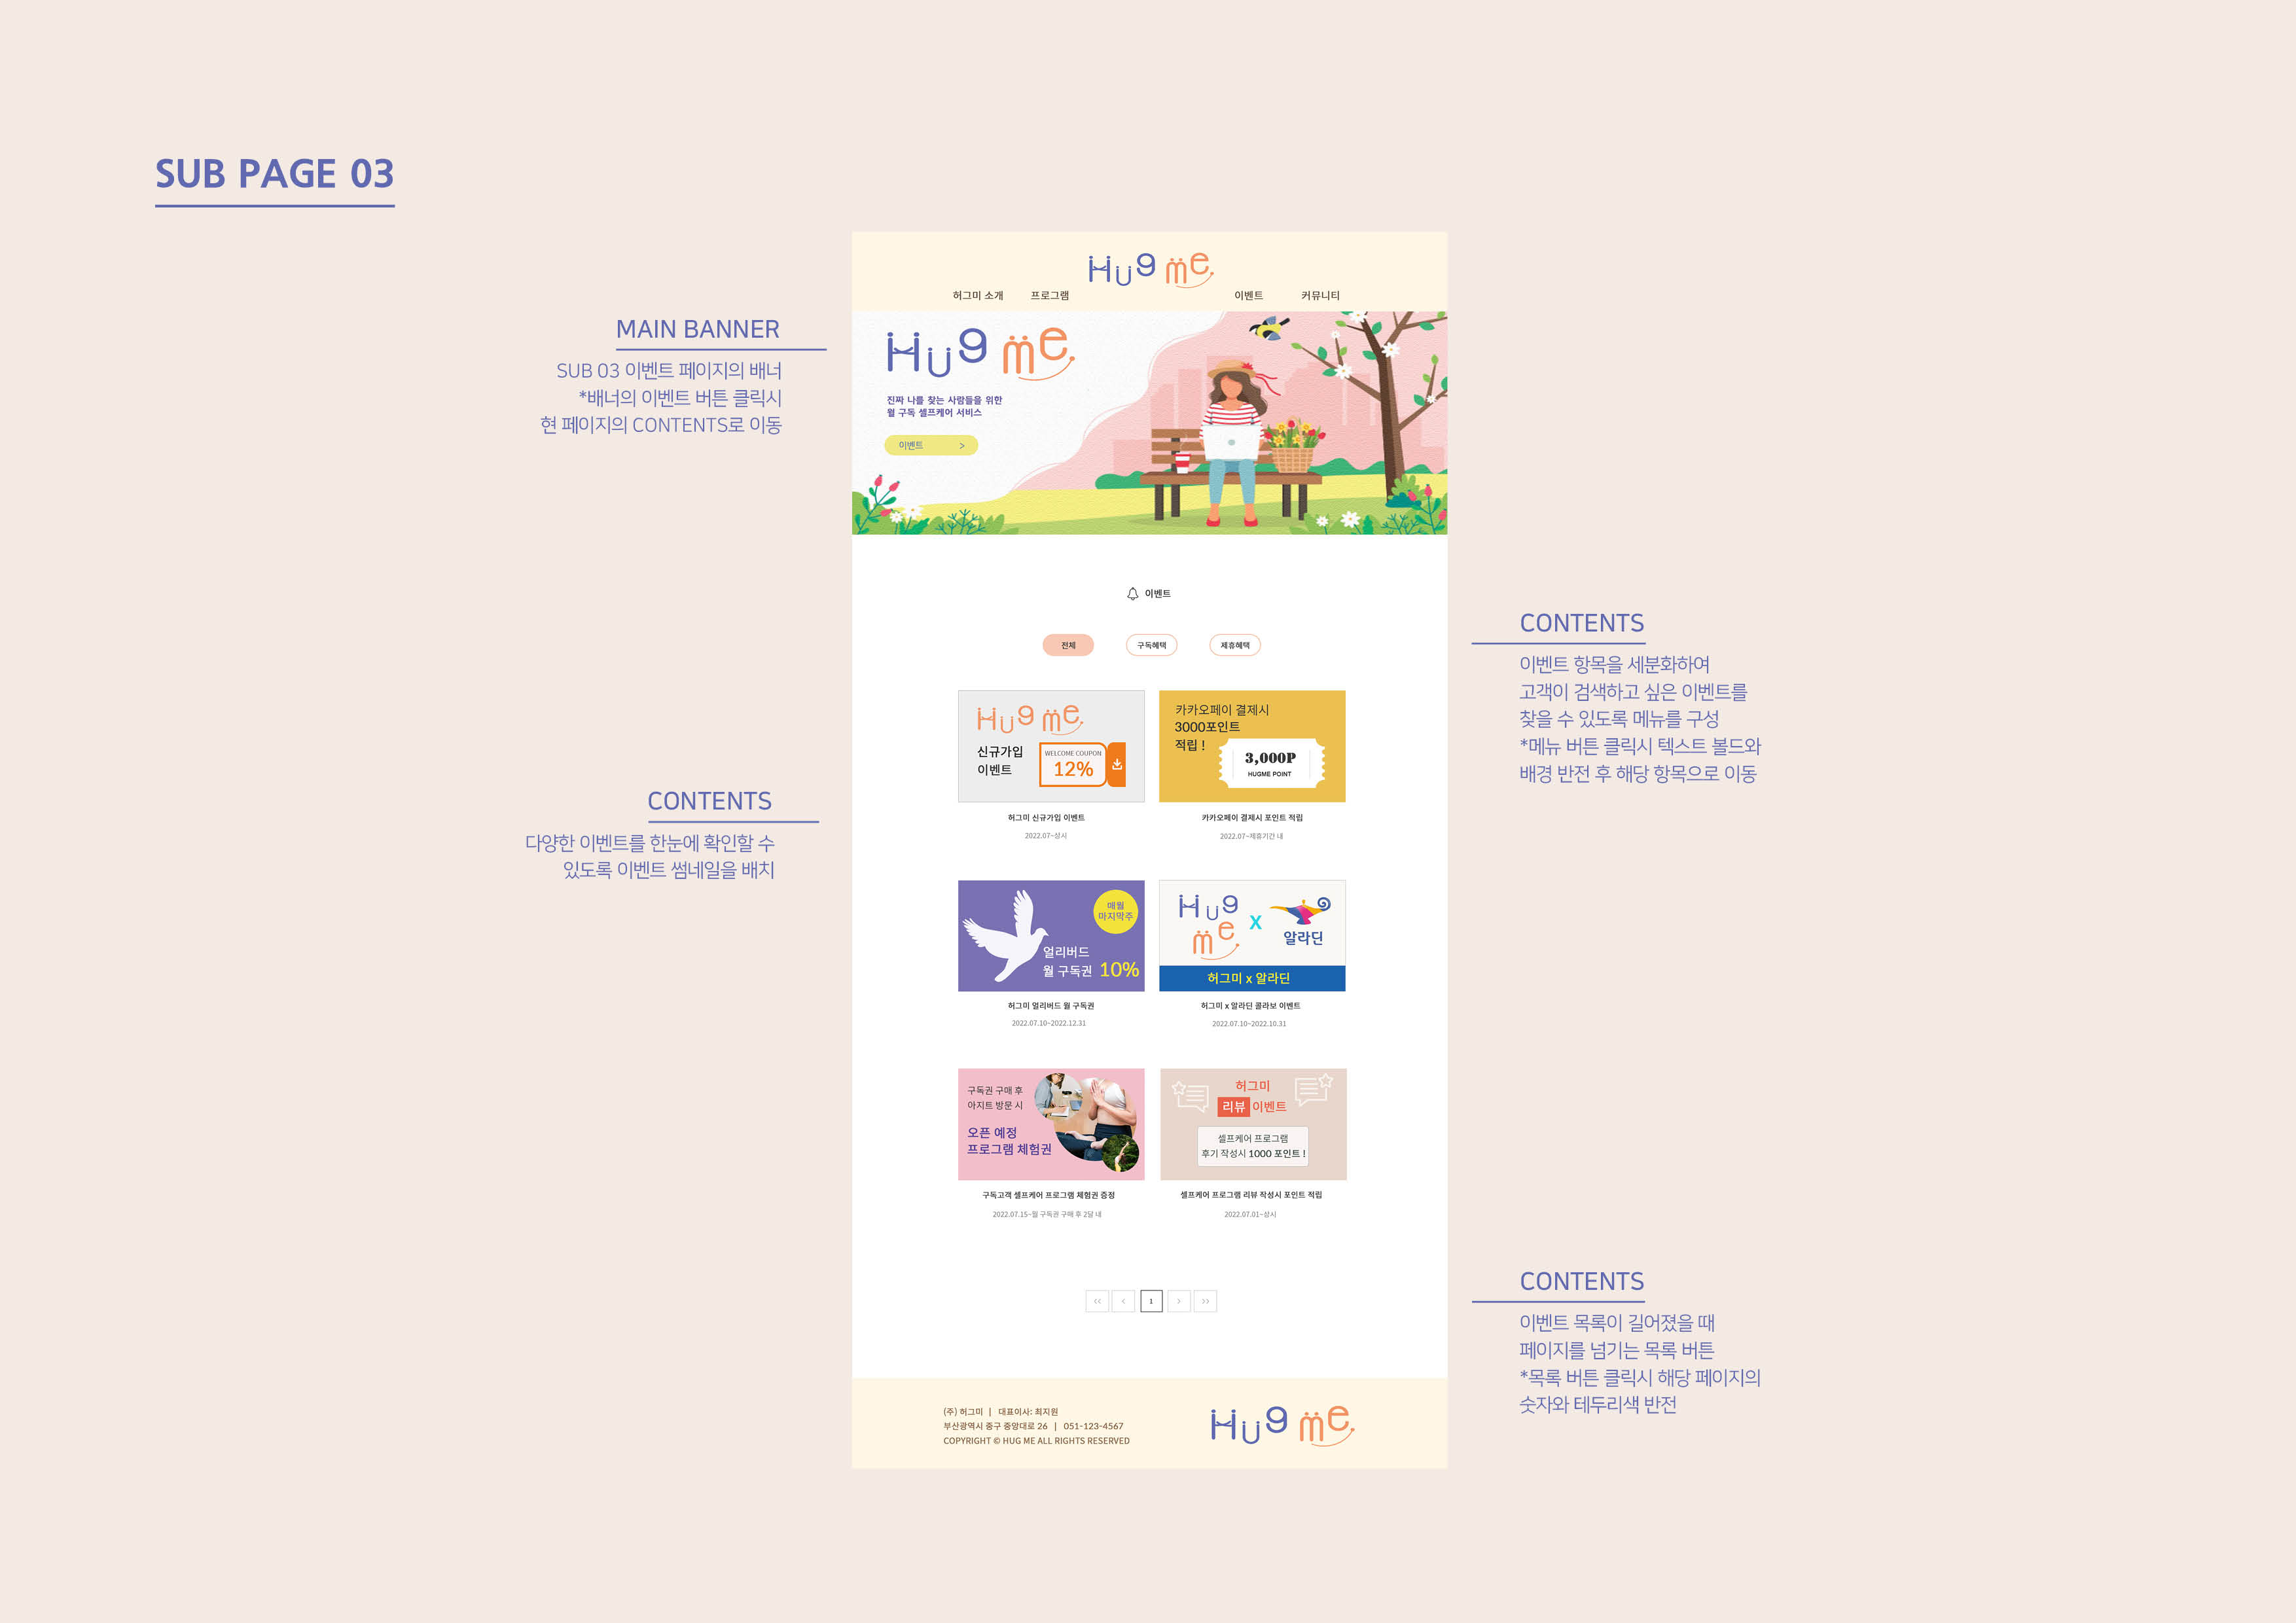 SUB PAGE 03
MAIN BANNER
SUB 03 이벤트 페이지의 배너
*배너의 이벤트 버튼 클릭시
현 페이지의 CONTENTS로 이동
CONTENTS
다양한 이벤트를 한눈에 확인할 수
있도록 이벤트 썸네일을 배치
Hug me
허그미 소개
프로그램
이벤트
커뮤니티
Hug me
진짜 나를 찾는 사람들을 위한
월 구독 셀프케어 서비스
이벤트 >
이벤트
전체
구독혜택
제휴혜택
Hug me
신규가입
이벤트
WELCOME COUPON
12%
허그미 신규가입 이벤트
2022.07~상시
카카오페이 결제시
3000포인트
적립 !
3,000P
HUGME POINT
카카오페이 결제시 포인트 적립
2022.07~제휴기간 내
매월
마지막주
얼리버드
월 구독권 10%
허그미 얼리버드 월 구독권
2022.07.10~2022.12.31
Hug
me
X
알라딘
허그미 x 알라딘
허그미 x 알라딘 콜라보 이벤트
2022.07.10~2022.10.31
구독권 구매 후
아지트 방문 시
오픈 예정
프로그램 체험권
구독고객 셀프케어 프로그램 체험권 증정
2022.07.15~월 구독권 구매 후 2달 내
허그미
리뷰 이벤트
셀프케어 프로그램
후기 작성시 1000 포인트 !
셀프케어 프로그램 리뷰 작성시 포인트 적립
2022.07.01~상시
<< < 1 > >>
(주) 허그미 | 대표이사: 최지원
부산광역시 중구 중앙대로 26 | 051-123-4567
COPYRIGHT © HUG ME ALL RIGHTS RESERVED
Hug me
CONTENTS
이벤트 항목을 세분화하여
고객이 검색하고 싶은 이벤트를
찾을 수 있도록 메뉴를 구성
*메뉴 버튼 클릭시 텍스트 볼드와
배경 반전 후 해당 항목으로 이동
CONTENTS
이벤트 목록이 길어졌을 때
페이지를 넘기는 목록 버튼
*목록 버튼 클릭시 해당 페이지의
숫자와 테두리색 반전